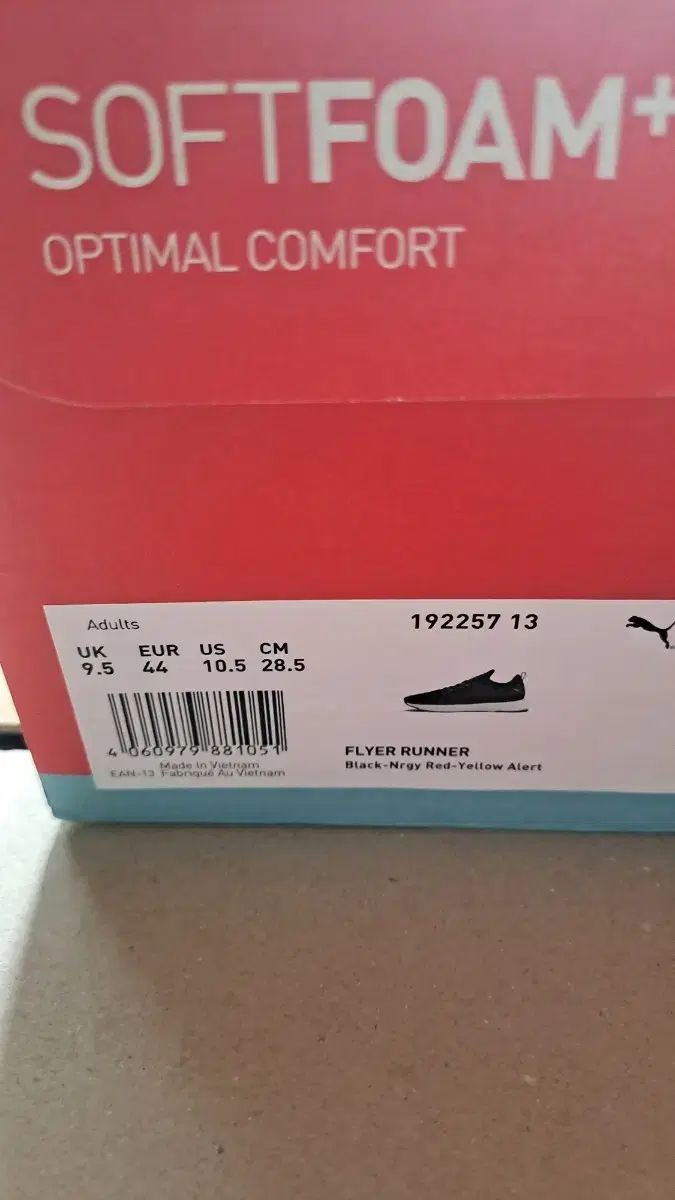 SOFTFOAM+
OPTIMAL COMFORT
Adults
192257 13
UK EUR US CM
9.5 44 10.5 28.5
4 060979 881051
Made In Vietnam
EAN-13 Fabriqué Au Vietnam
FLYER RUNNER
Black-Nrgy Red-Yellow Alert